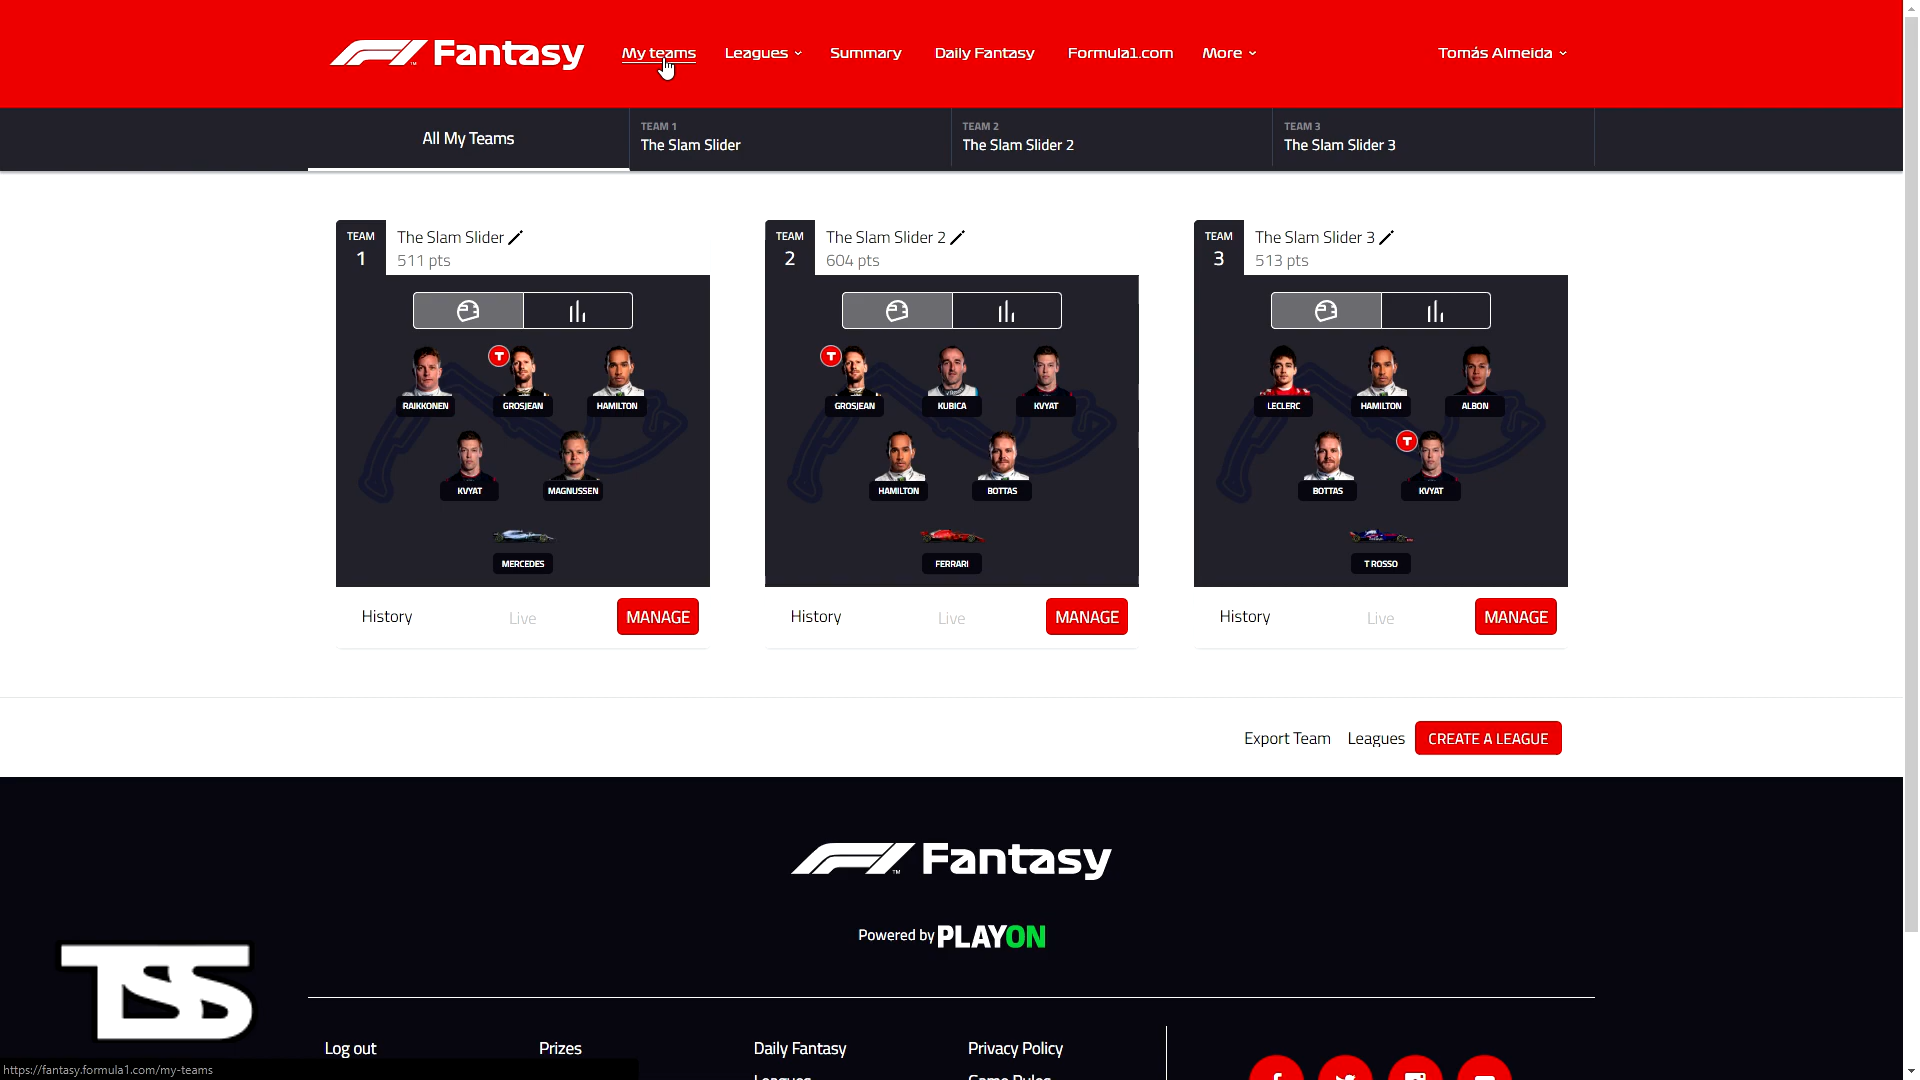 F1 Fantasy
My teams
Leagues
Summary
Daily Fantasy
Formula1.com
More
Tomás Almeida
All My Teams
TEAM 1
The Slam Slider
TEAM 2
The Slam Slider 2
TEAM 3
The Slam Slider 3
TEAM
1
The Slam Slider
511 pts
RAIKKONEN
T
GROSJEAN
HAMILTON
KVYAT
MAGNUSSEN
MERCEDES
History
Live
MANAGE
TEAM
2
The Slam Slider 2
604 pts
T
GROSJEAN
KUBICA
KVYAT
HAMILTON
BOTTAS
FERRARI
History
Live
MANAGE
TEAM
3
The Slam Slider 3
513 pts
LECLERC
HAMILTON
ALBON
BOTTAS
T
KVYAT
T ROSSO
History
Live
MANAGE
Export Team
Leagues
CREATE A LEAGUE
F1 Fantasy
TM
Powered by PLAYON
TSS
Log out
Prizes
Daily Fantasy
Privacy Policy
Leagues
Game Rules
https://fantasy.formula1.com/my-teams